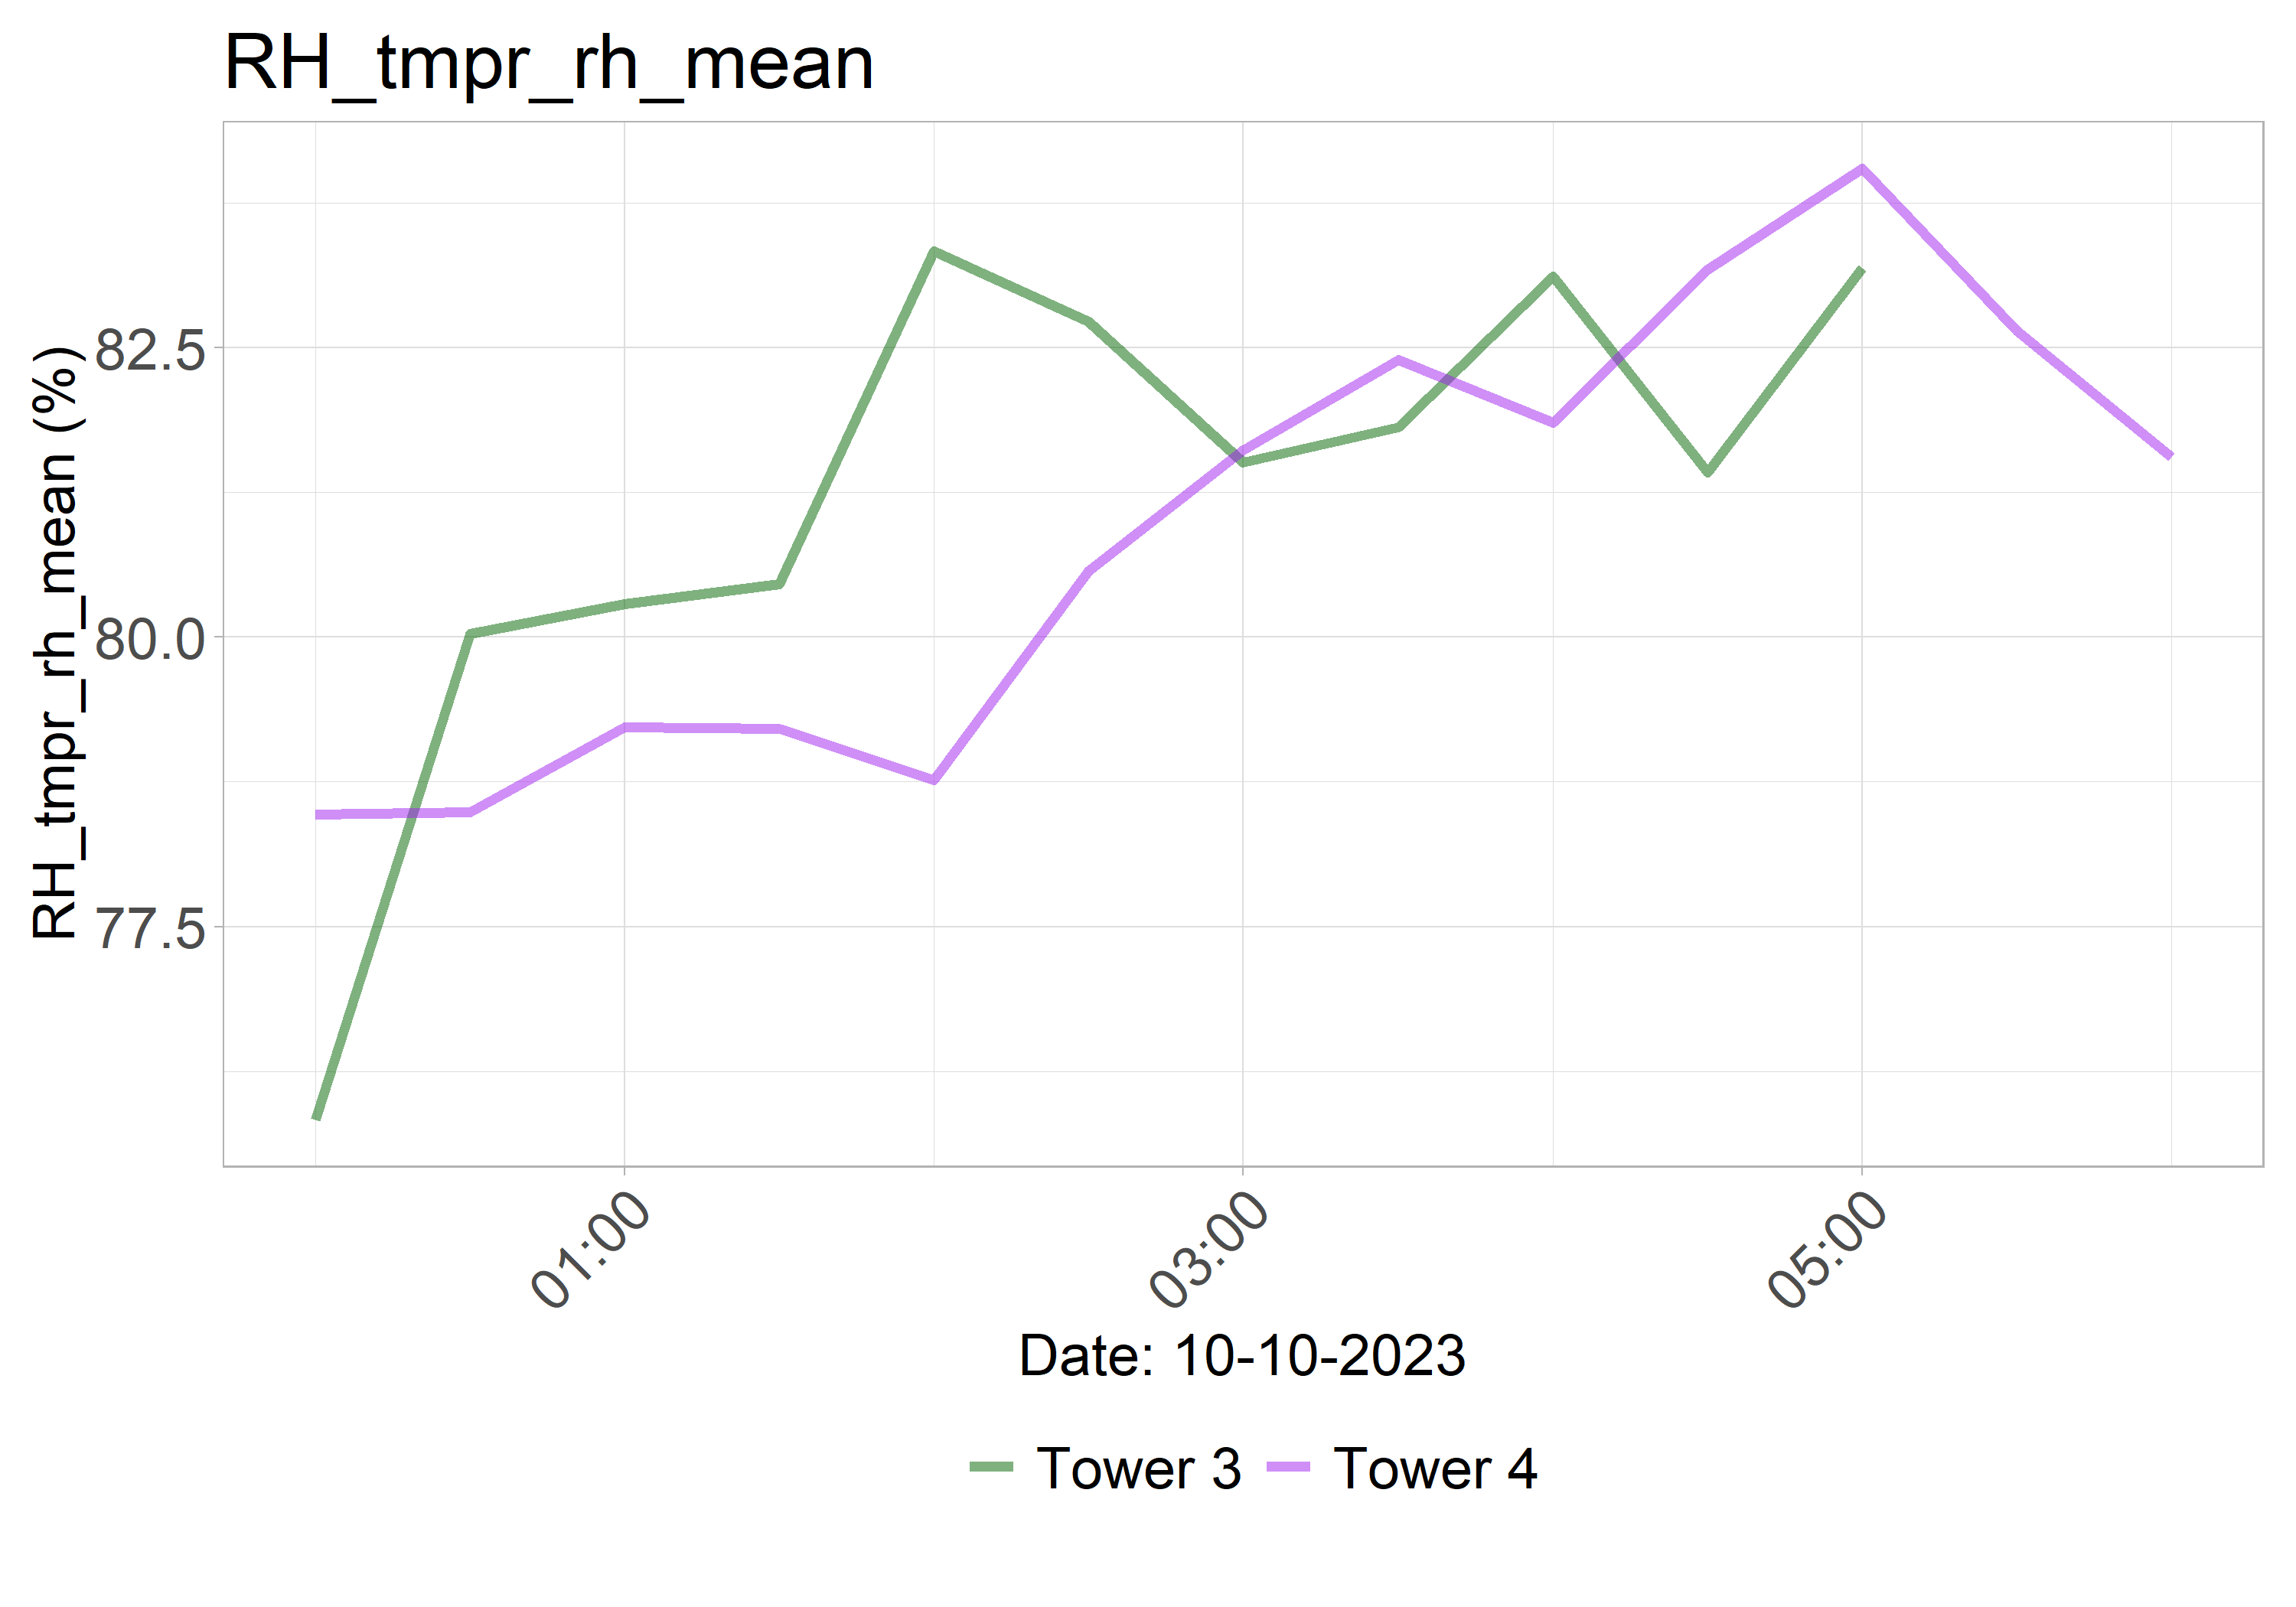 RH_tmpr_rh_mean
RH_tmpr_rh_mean (%)
82.5
80.0
77.5
01:00
03:00
05:00
Date: 10-10-2023
Tower 3
Tower 4